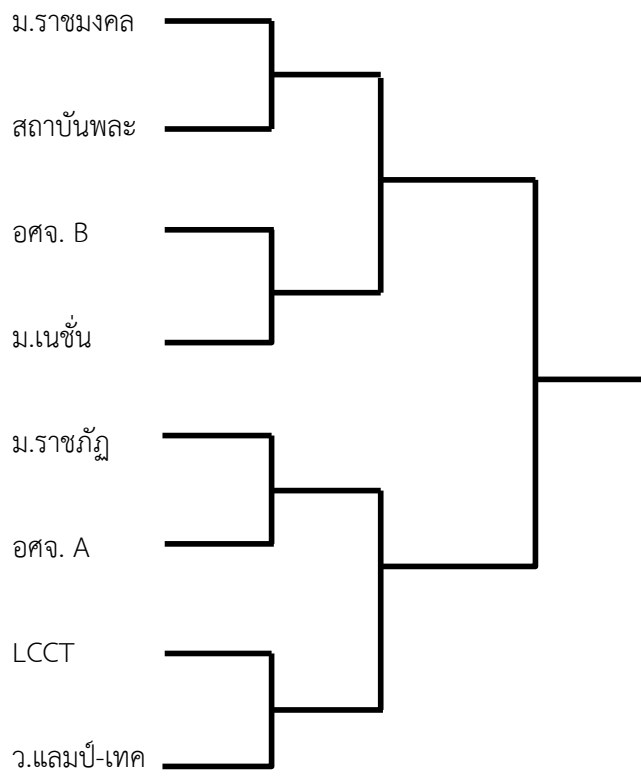 ม.ราชมงคล
สถาบันพละ
อศจ. B
ม.เนชั่น
ม.ราชภัฏ
อศจ. A
LCCT
ว.แลมป์-เทค